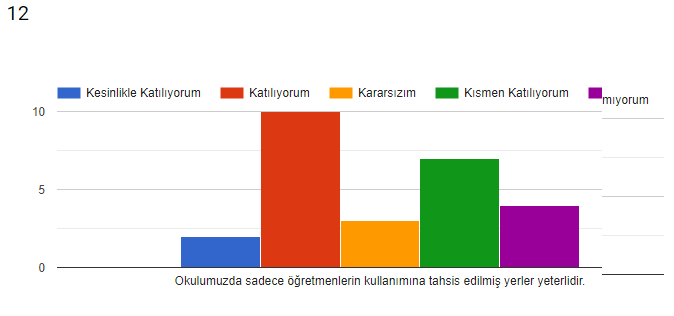 12
Kesinlikle Katılıyorum Katılıyorum Kararsızım Kısmen Katılıyorum mıyorum
10
5
0
Okulumuzda sadece öğretmenlerin kullanımına tahsis edilmiş yerler yeterlidir.